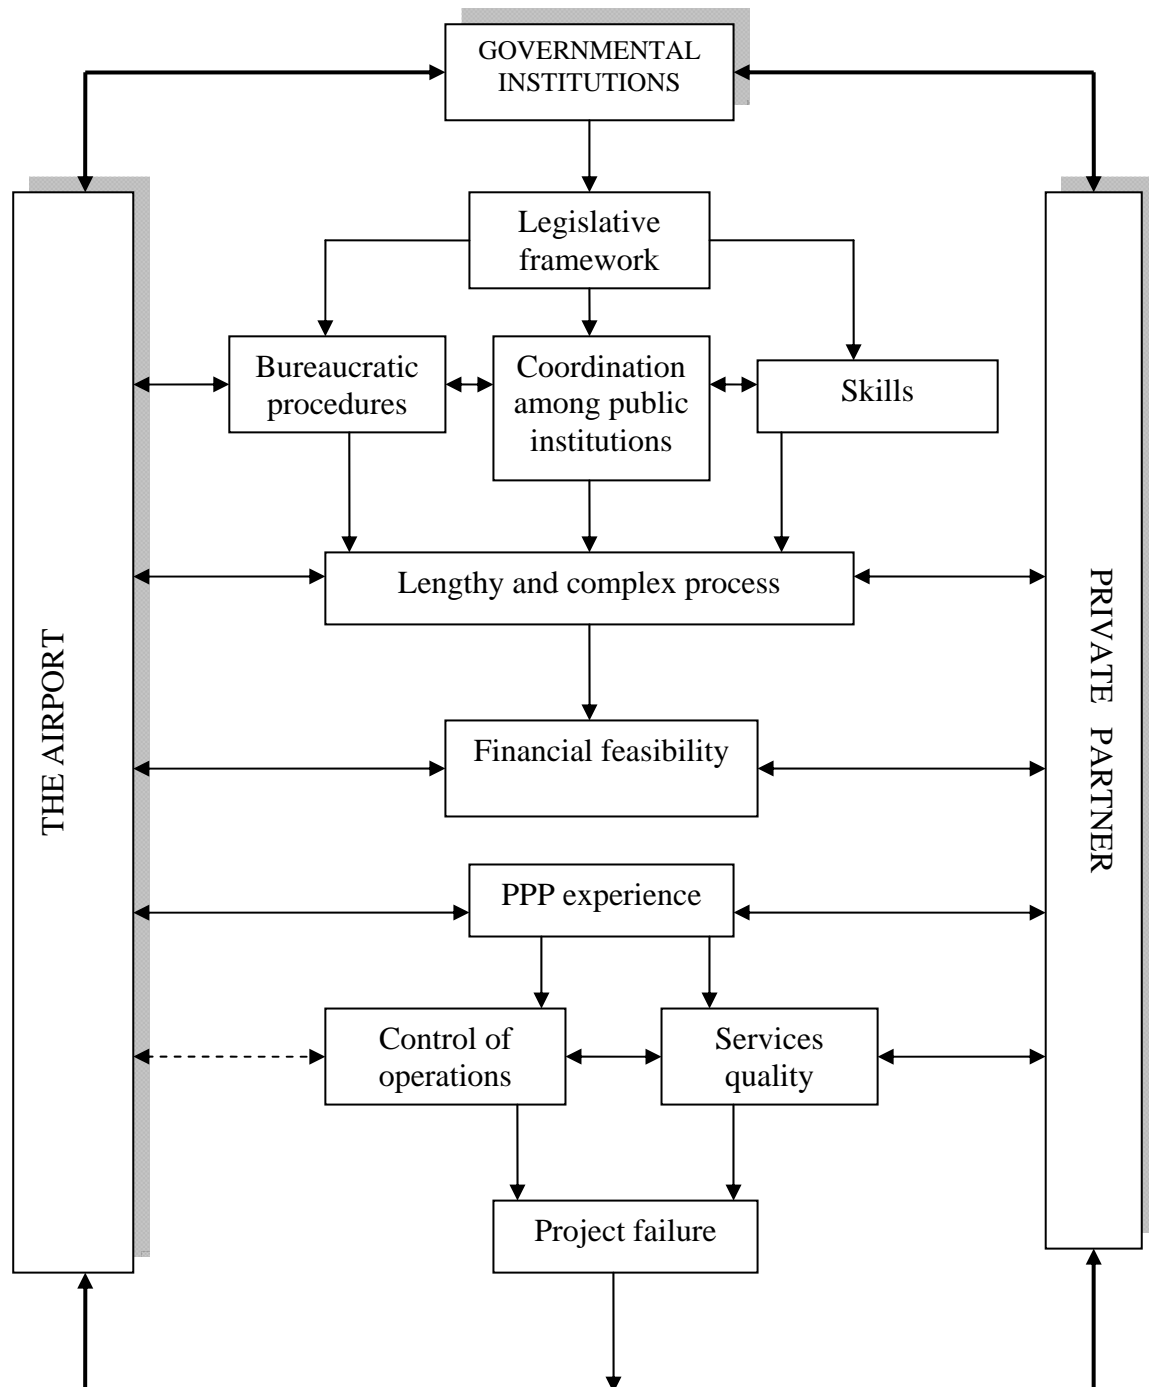 GOVERNMENTAL
INSTITUTIONS
Legislative
framework
Bureaucratic
procedures
Coordination
among public
institutions
Skills
Lengthy and complex process
THE AIRPORT
PRIVATE PARTNER
Financial feasibility
PPP experience
Control of
operations
Services
quality
Project failure